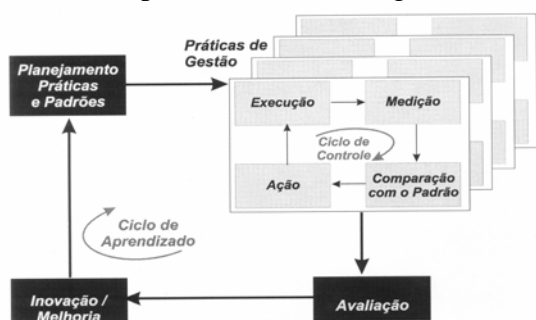 Práticas de
Gestão
Planejamento
Práticas
e Padrões
Execução
Medição
Ciclo de
Controle
Ação
Comparação
com o Padrão
Ciclo de
Aprendizado
Inovação /
Melhoria
Avaliação